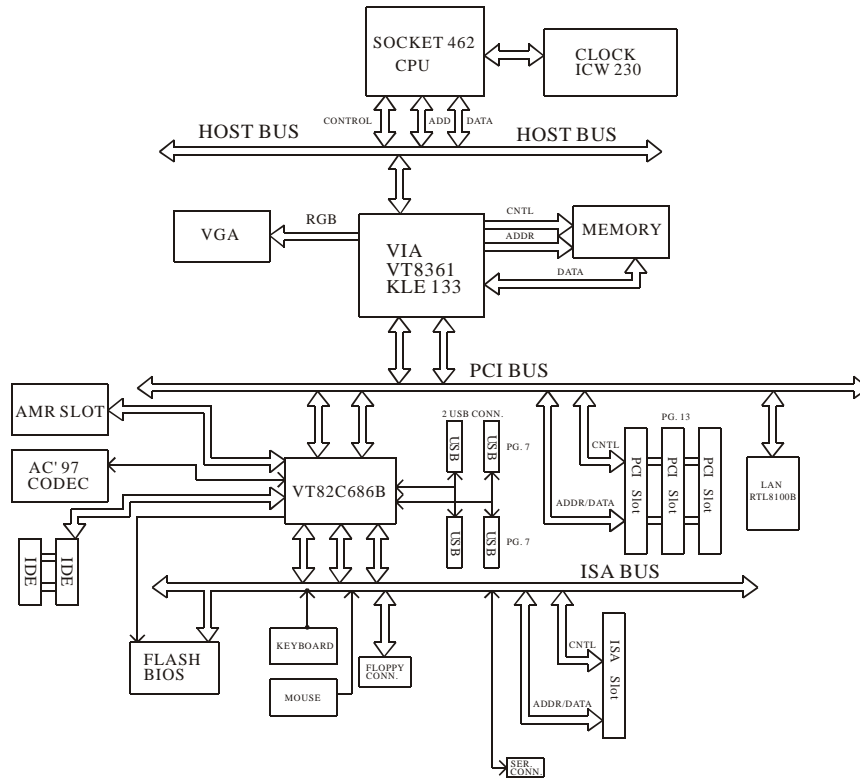 SOCKET 462
CPU
CLOCK
ICW 230
CONTROL
ADD
DATA
HOST BUS
HOST BUS
VGA
RGB
VIA
VT8361
KLE 133
CNTL
ADDR
DATA
MEMORY
PCI BUS
AMR SLOT
AC' 97
CODEC
VT82C686B
2 USB CONN.
USB
USB
PG. 7
USB
USB
PG. 7
CNTL
ADDR/DATA
PG. 13
PCI Slot
PCI Slot
PCI Slot
LAN
RTL8100B
IDE
IDE
ISA BUS
FLASH
BIOS
KEYBOARD
MOUSE
FLOPPY
CONN.
CNTL
ADDR/DATA
ISA Slot
SER.
CONN.